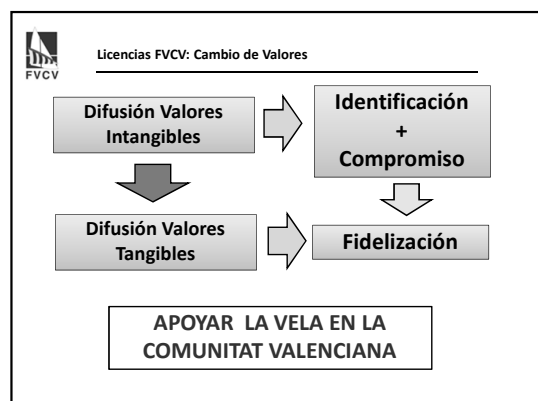 Licencias FVCV: Cambio de Valores
FVCV
Difusión Valores
Intangibles
Identificación
+
Compromiso
Difusión Valores
Tangibles
Fidelización
APOYAR LA VELA EN LA
COMUNITAT VALENCIANA